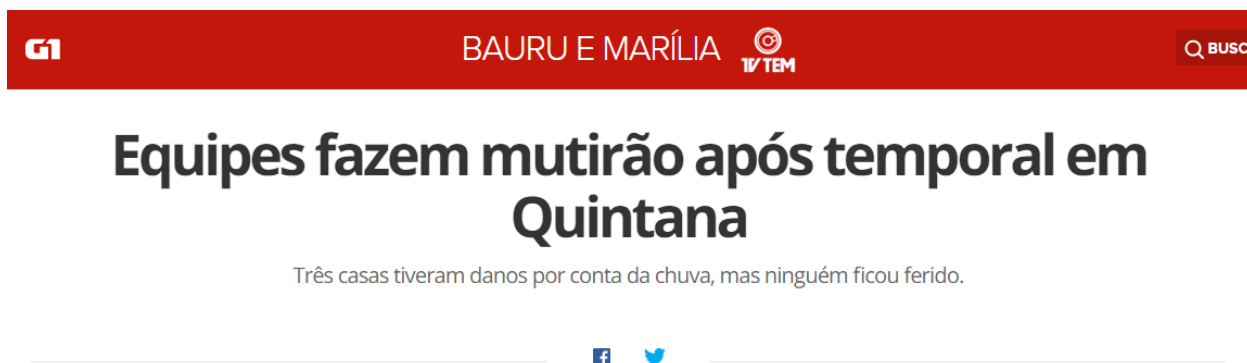 G1
BAURU E MARÍLIA
TV TEM
BUSC
Equipes fazem mutirão após temporal em
Quintana
Três casas tiveram danos por conta da chuva, mas ninguém ficou ferido.